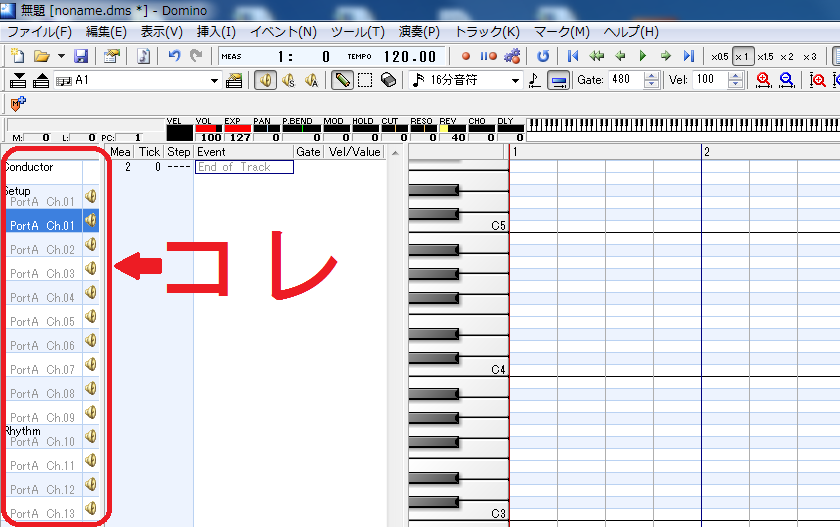 無題 [noname.dms *] - Domino
ファイル(F) 編集(E) 表示(V) 挿入(I) イベント(N) ツール(T) 演奏(P) トラック(K) マーク(M) ヘルプ(H)
MEAS 1: 0 TEMPO 120.00 x0.5 x1 x1.5 x2 x3
A1 16分音符 Gate: 480 Vel: 100
VEL VOL EXP PAN P.BEND MOD HOLD CUT RESO REV CHO DLY
M: 0 L: 0 PC: 1 100 127 0 0 0 0 0 0 40 0 0
Mea Tick Step Event Gate Vel/Value 1 2
Conductor 2 0 ---- End of Track
Setup
PortA Ch.01
PortA Ch.01 C5
PortA Ch.02
コレ
PortA Ch.03
PortA Ch.04
PortA Ch.05
PortA Ch.06
PortA Ch.07 C4
PortA Ch.08
PortA Ch.09
Rhythm
PortA Ch.10
PortA Ch.11
PortA Ch.12
PortA Ch.13 C3